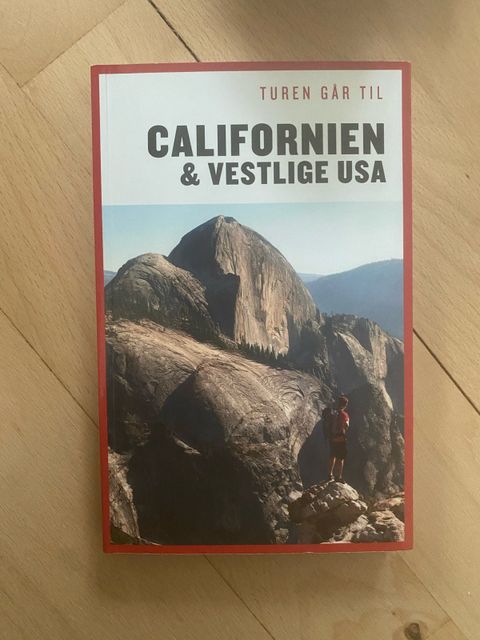 TUREN GÅR TIL
CALIFORNIEN
& VESTLIGE USA